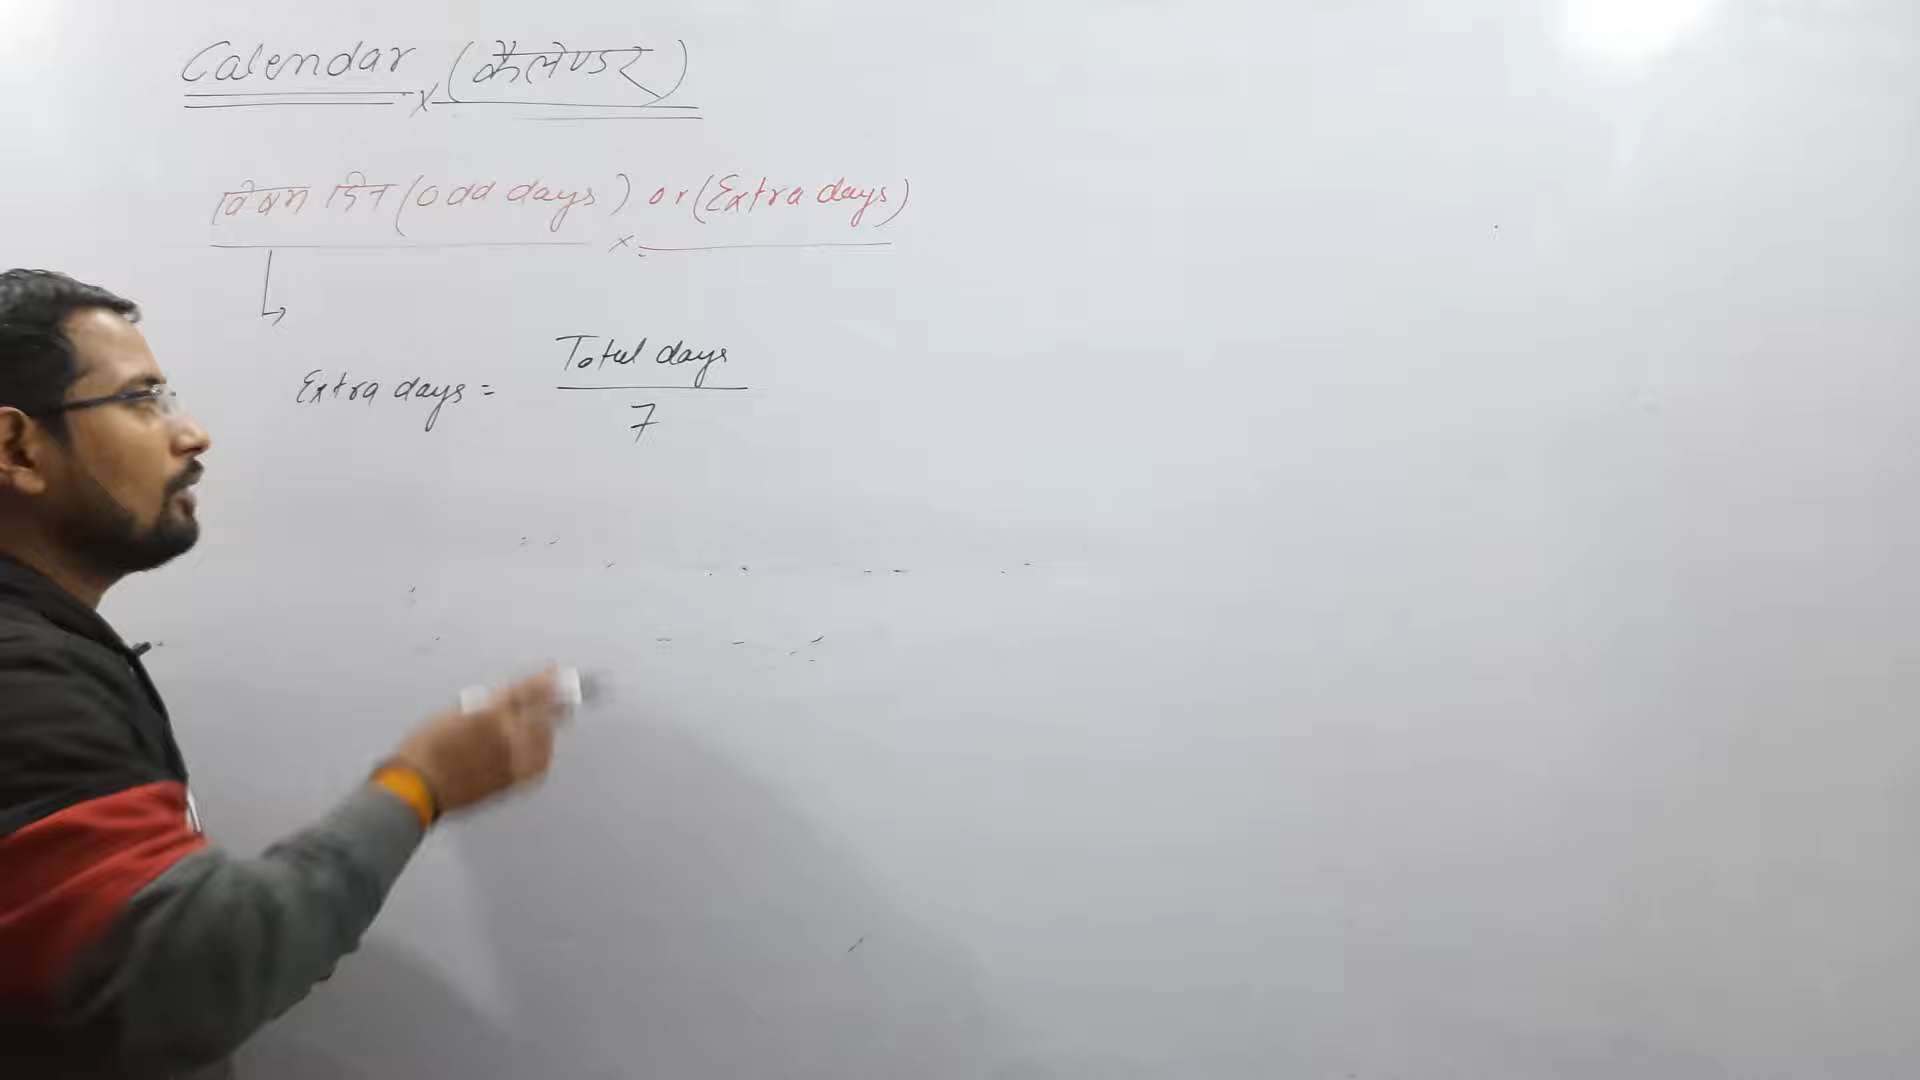 Calendar (कैलेण्डर)
विषम दिन (Odd days) or (Extra days)
Extra days = Total days
7